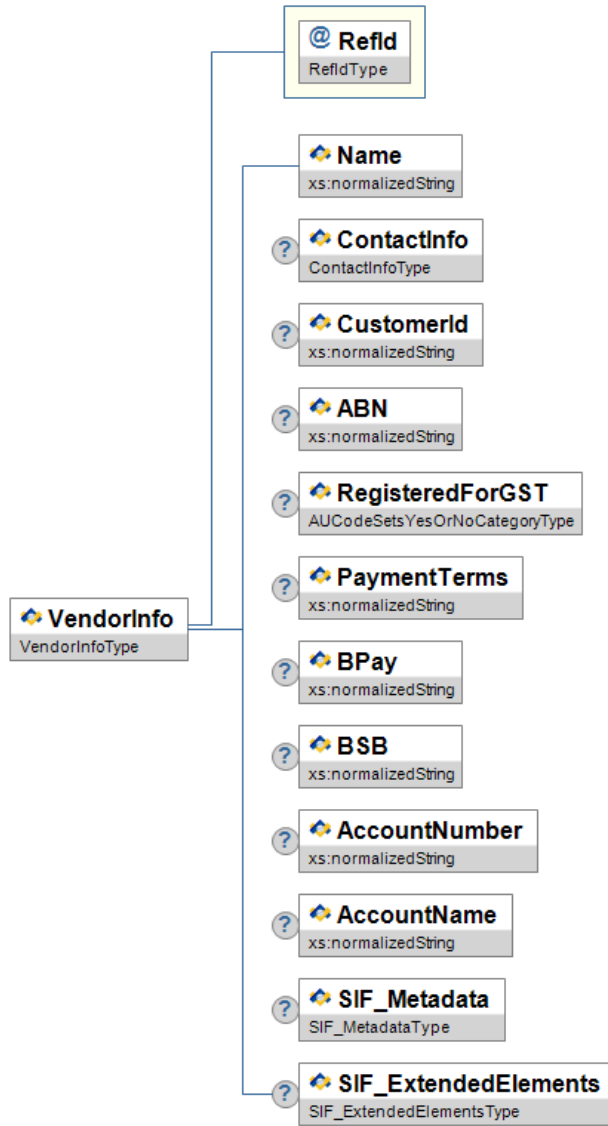 @ RefId
RefIdType
Name
xs:normalizedString
? ContactInfo
ContactInfoType
? CustomerId
xs:normalizedString
? ABN
xs:normalizedString
? RegisteredForGST
AUCodeSetsYesOrNoCategoryType
? PaymentTerms
xs:normalizedString
VendorInfo
VendorInfoType
? BPay
xs:normalizedString
? BSB
xs:normalizedString
? AccountNumber
xs:normalizedString
? AccountName
xs:normalizedString
? SIF_Metadata
SIF_MetadataType
? SIF_ExtendedElements
SIF_ExtendedElementsType